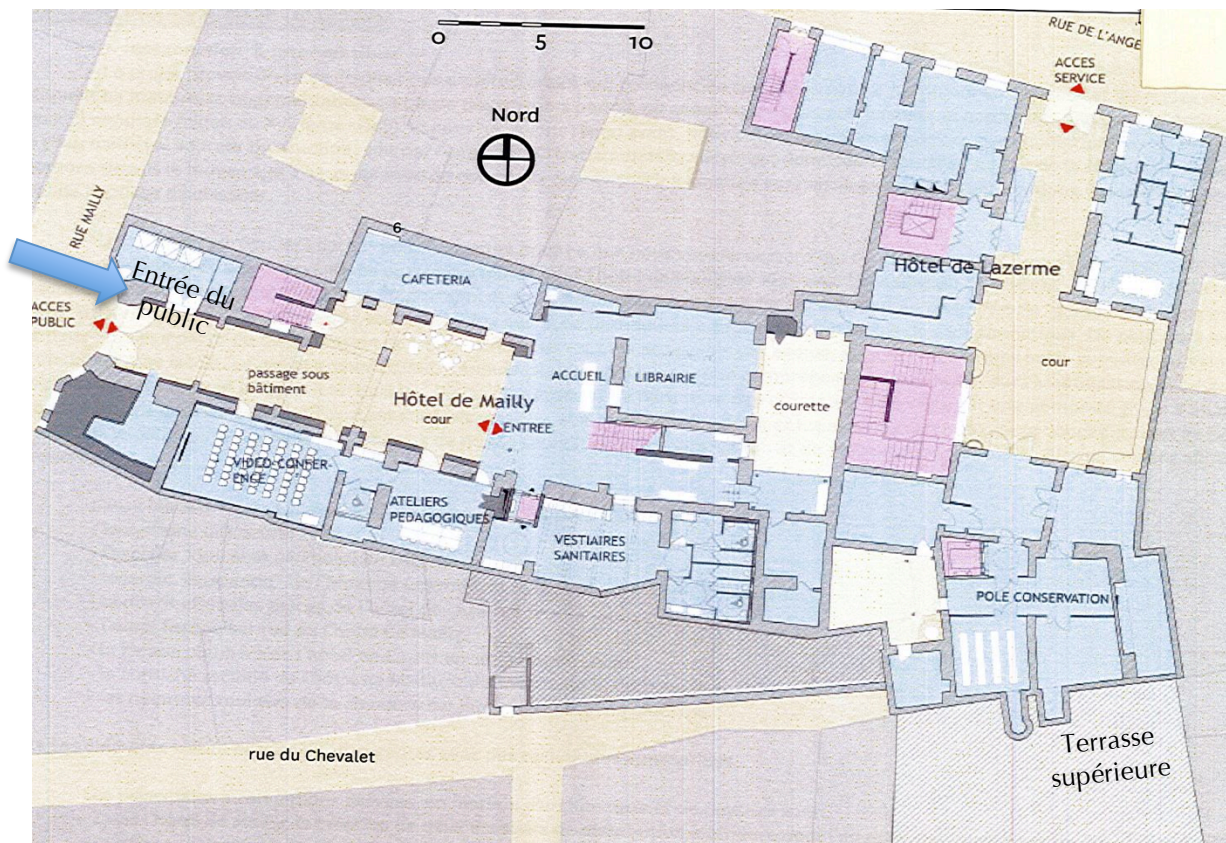 0
5
10
Nord
RUE DE L'ANGE
ACCES
SERVICE
RUE MAILLY
6
CAFETERIA
Hôtel de Lazerme
Entrée du
public
ACCES
PUBLIC
passage sous
bâtiment
Hôtel de Mailly
cour
ENTREE
ACCUEIL
LIBRAIRIE
courette
cour
VIDEO-CONFER-
ENCE
ATELIERS
PEDAGOGIQUES
VESTIAIRES
SANITAIRES
POLE CONSERVATION
rue du Chevalet
Terrasse
supérieure